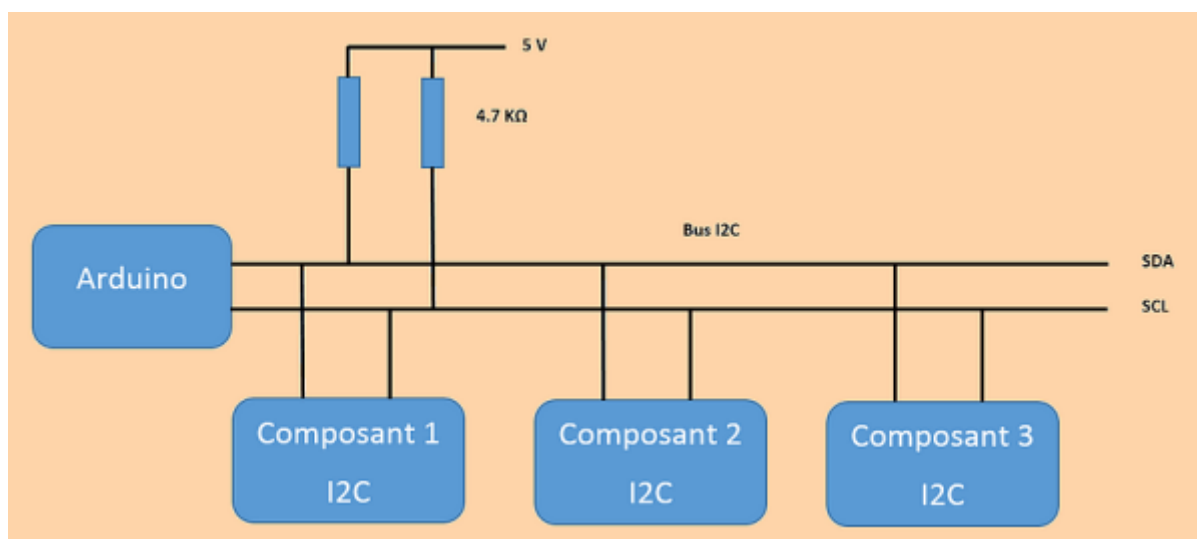 5 V
4.7 KΩ
Bus I2C
Arduino
SDA
SCL
Composant 1
I2C
Composant 2
I2C
Composant 3
I2C